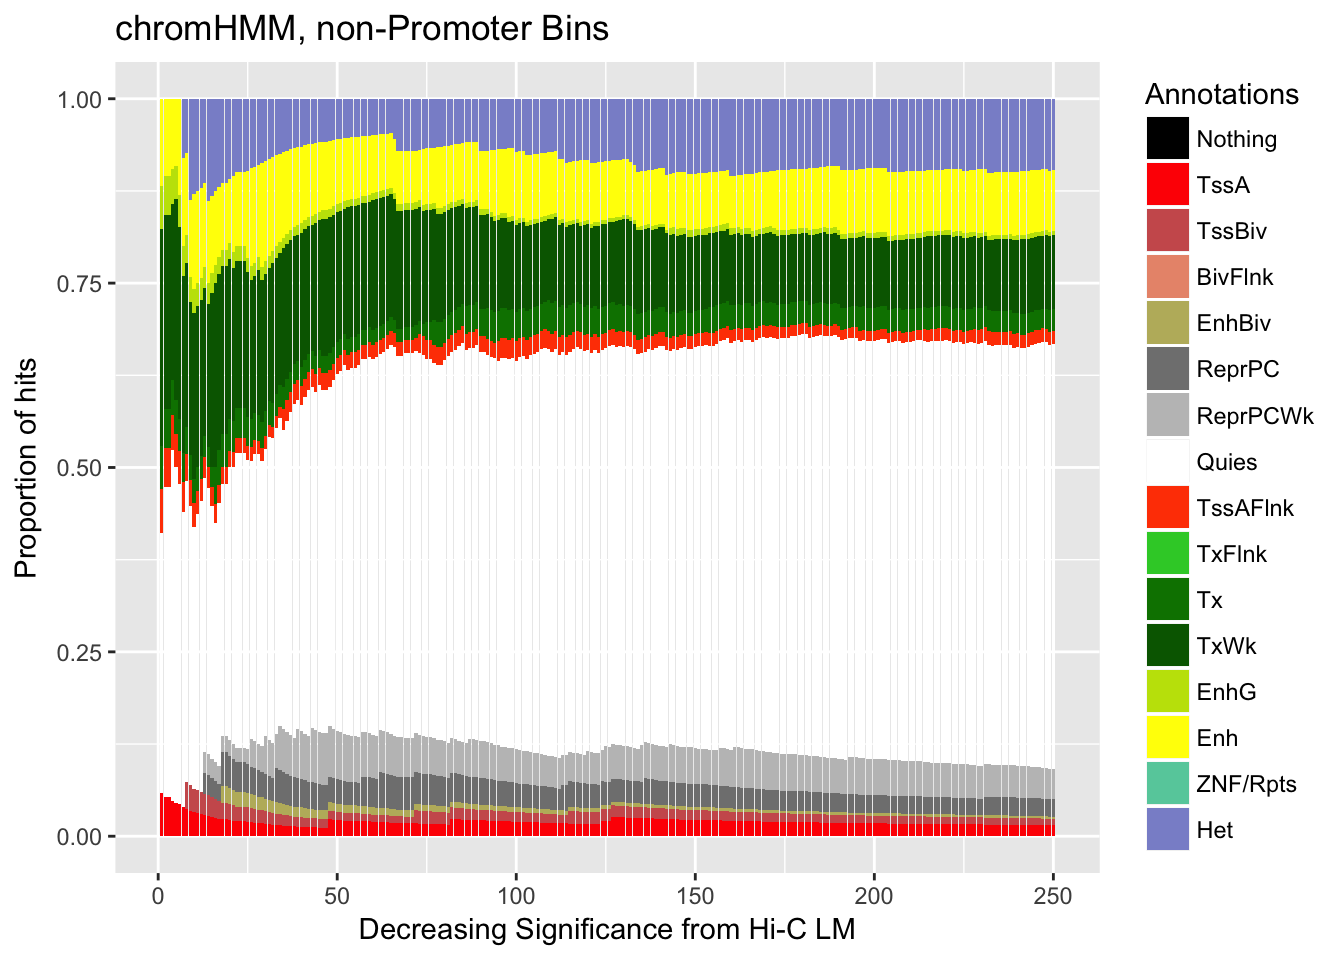 chromHMM, non-Promoter Bins
Proportion of hits
1.00
0.75
0.50
0.25
0.00
0
50
100
150
200
250
Decreasing Significance from Hi-C LM
Annotations
Nothing
TssA
TssBiv
BivFlnk
EnhBiv
ReprPC
ReprPCWk
Quies
TssAFlnk
TxFlnk
Tx
TxWk
EnhG
Enh
ZNF/Rpts
Het